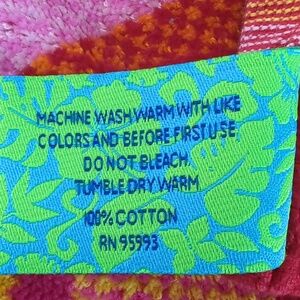 MACHINE WASH WARM WITH LIKE
COLORS AND BEFORE FIRST USE.
DO NOT BLEACH.
TUMBLE DRY WARM
100% COTTON
RN 95993